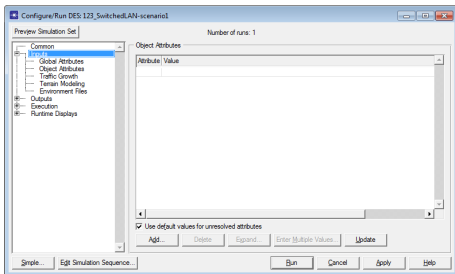 Configure/Run DES: 123_SwitchedLAN-scenario1
Preview Simulation Set
Number of runs: 1
Common
Inputs
Global Attributes
Object Attributes
Traffic Growth
Terrain Modeling
Environment Files
Outputs
Execution
Runtime Displays
Object Attributes
Attribute Value
Use default values for unresolved attributes
Add... Delete Expand... Enter Multiple Values... Update
Simple... Edit Simulation Sequence... Run Cancel Apply Help